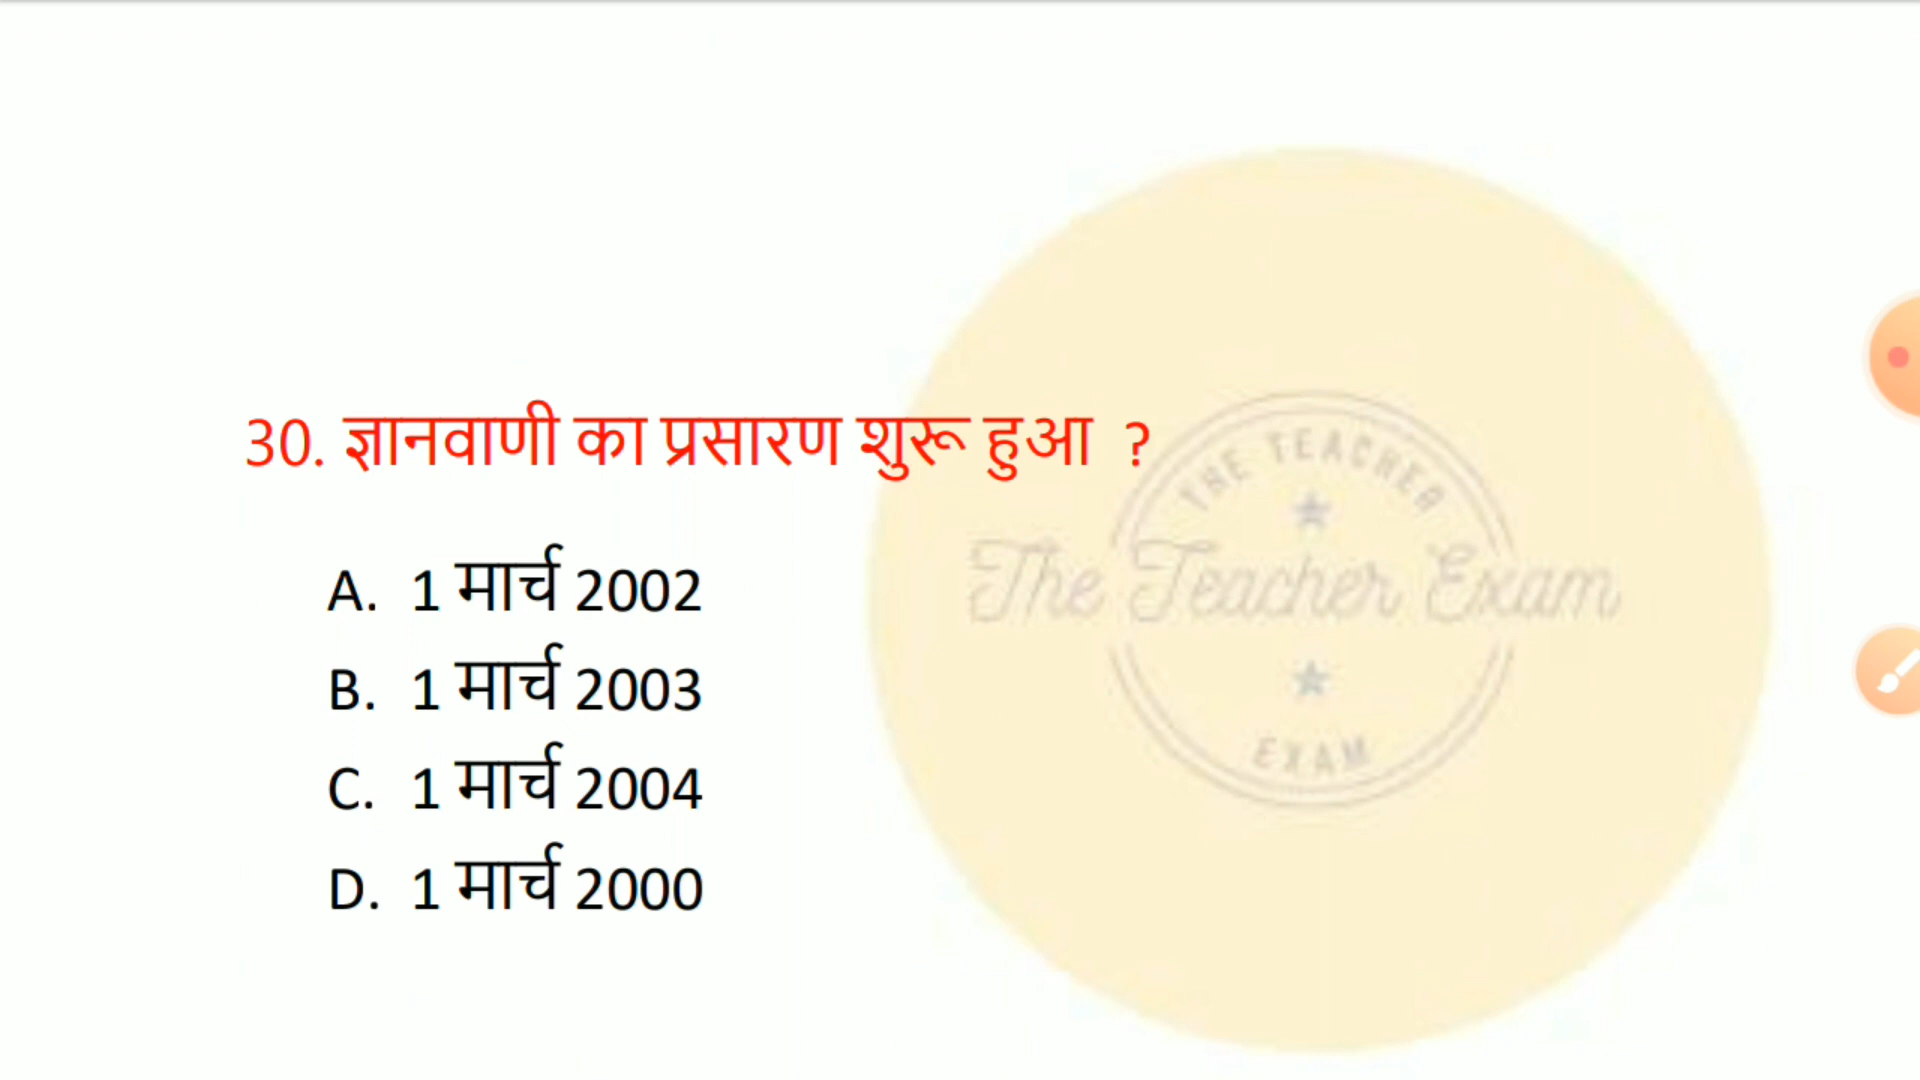 30. ज्ञानवाणी का प्रसारण शुरू हुआ ?
THE TEACHER
The Teacher Exam
EXAM
A. 1 मार्च 2002
B. 1 मार्च 2003
C. 1 मार्च 2004
D. 1 मार्च 2000